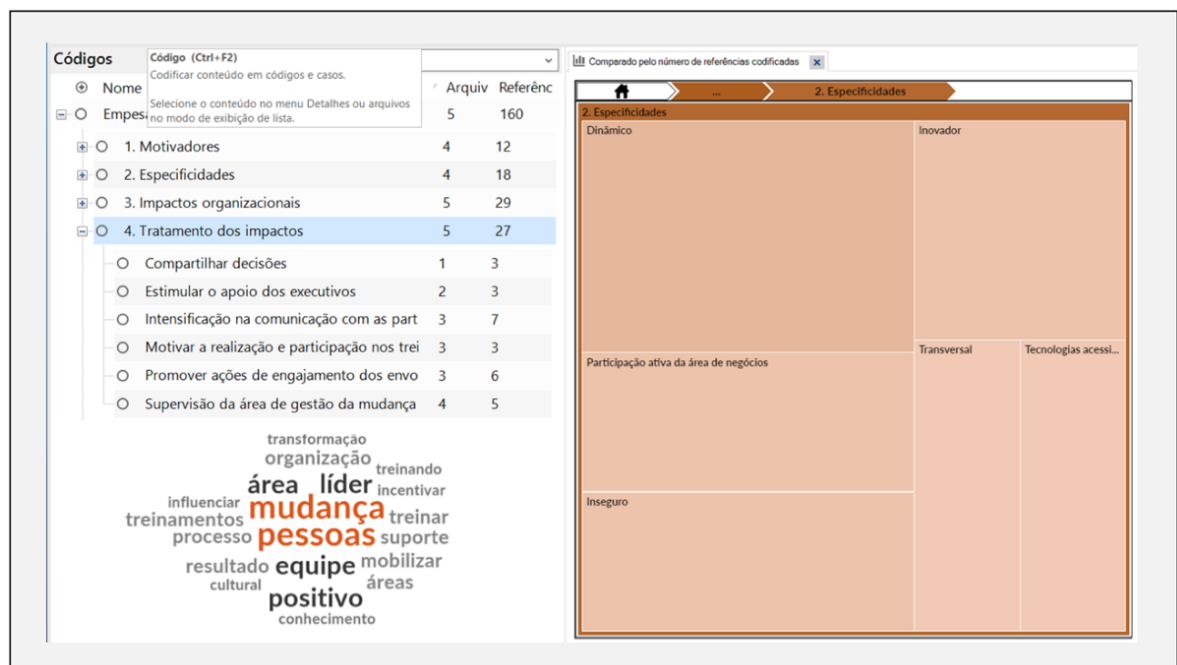 Códigos
Código (Ctrl+F2)
Codificar conteúdo em códigos e casos.
Selecione o conteúdo no menu Detalhes ou arquivos
no modo de exibição de lista.
Nome Arquiv Referênc
Empesa 5 160
1. Motivadores 4 12
2. Especificidades 4 18
3. Impactos organizacionais 5 29
4. Tratamento dos impactos 5 27
Compartilhar decisões 1 3
Estimular o apoio dos executivos 2 3
Intensificação na comunicação com as part 3 7
Motivar a realização e participação nos trei 3 3
Promover ações de engajamento dos envo 3 6
Supervisão da área de gestão da mudança 4 5
transformação
organização
treinando
área líder incentivar
influenciar mudança
treinamentos treinar
processo pessoas suporte
resultado equipe mobilizar
cultural áreas
positivo
conhecimento
Comparado pelo número de referências codificadas
... 2. Especificidades
2. Especificidades
Dinâmico
Inovador
Participação ativa da área de negócios
Transversal
Tecnologias acessi...
Inseguro